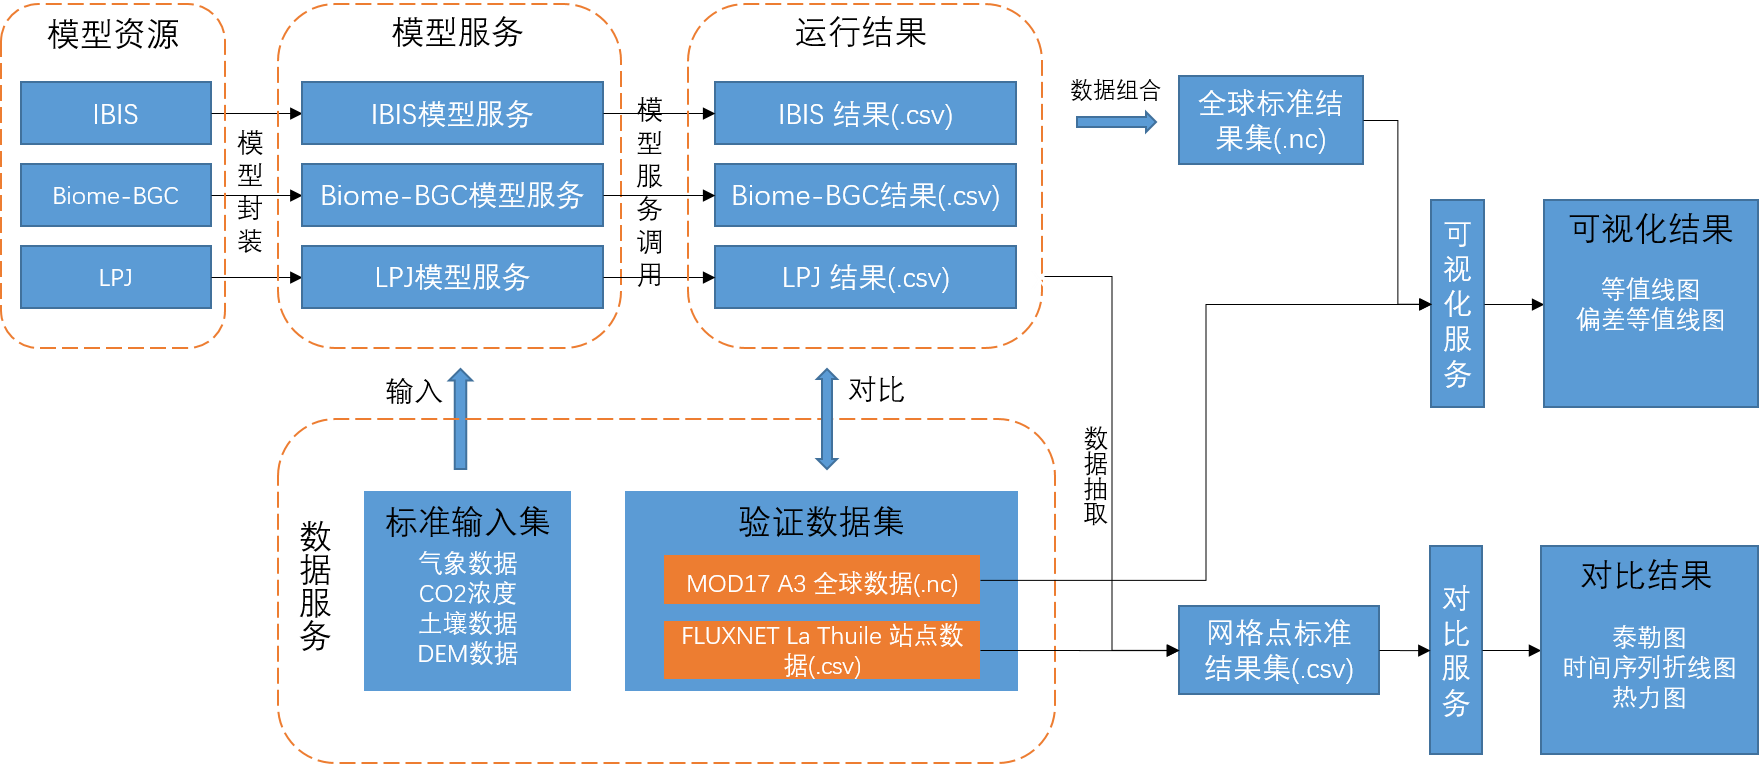 模型资源
IBIS
Biome-BGC
LPJ
模型封装
模型服务
IBIS模型服务
Biome-BGC模型服务
LPJ模型服务
模型服务调用
运行结果
IBIS 结果(.csv)
Biome-BGC结果(.csv)
LPJ 结果(.csv)
数据组合
全球标准结
果集(.nc)
可视化服务
可视化结果
等值线图
偏差等值线图
输入
对比
数据服务
标准输入集
气象数据
CO2浓度
土壤数据
DEM数据
验证数据集
MOD17 A3 全球数据(.nc)
FLUXNET La Thuile 站点数
据(.csv)
数据抽取
网格点标准
结果集(.csv)
对比服务
对比结果
泰勒图
时间序列折线图
热力图